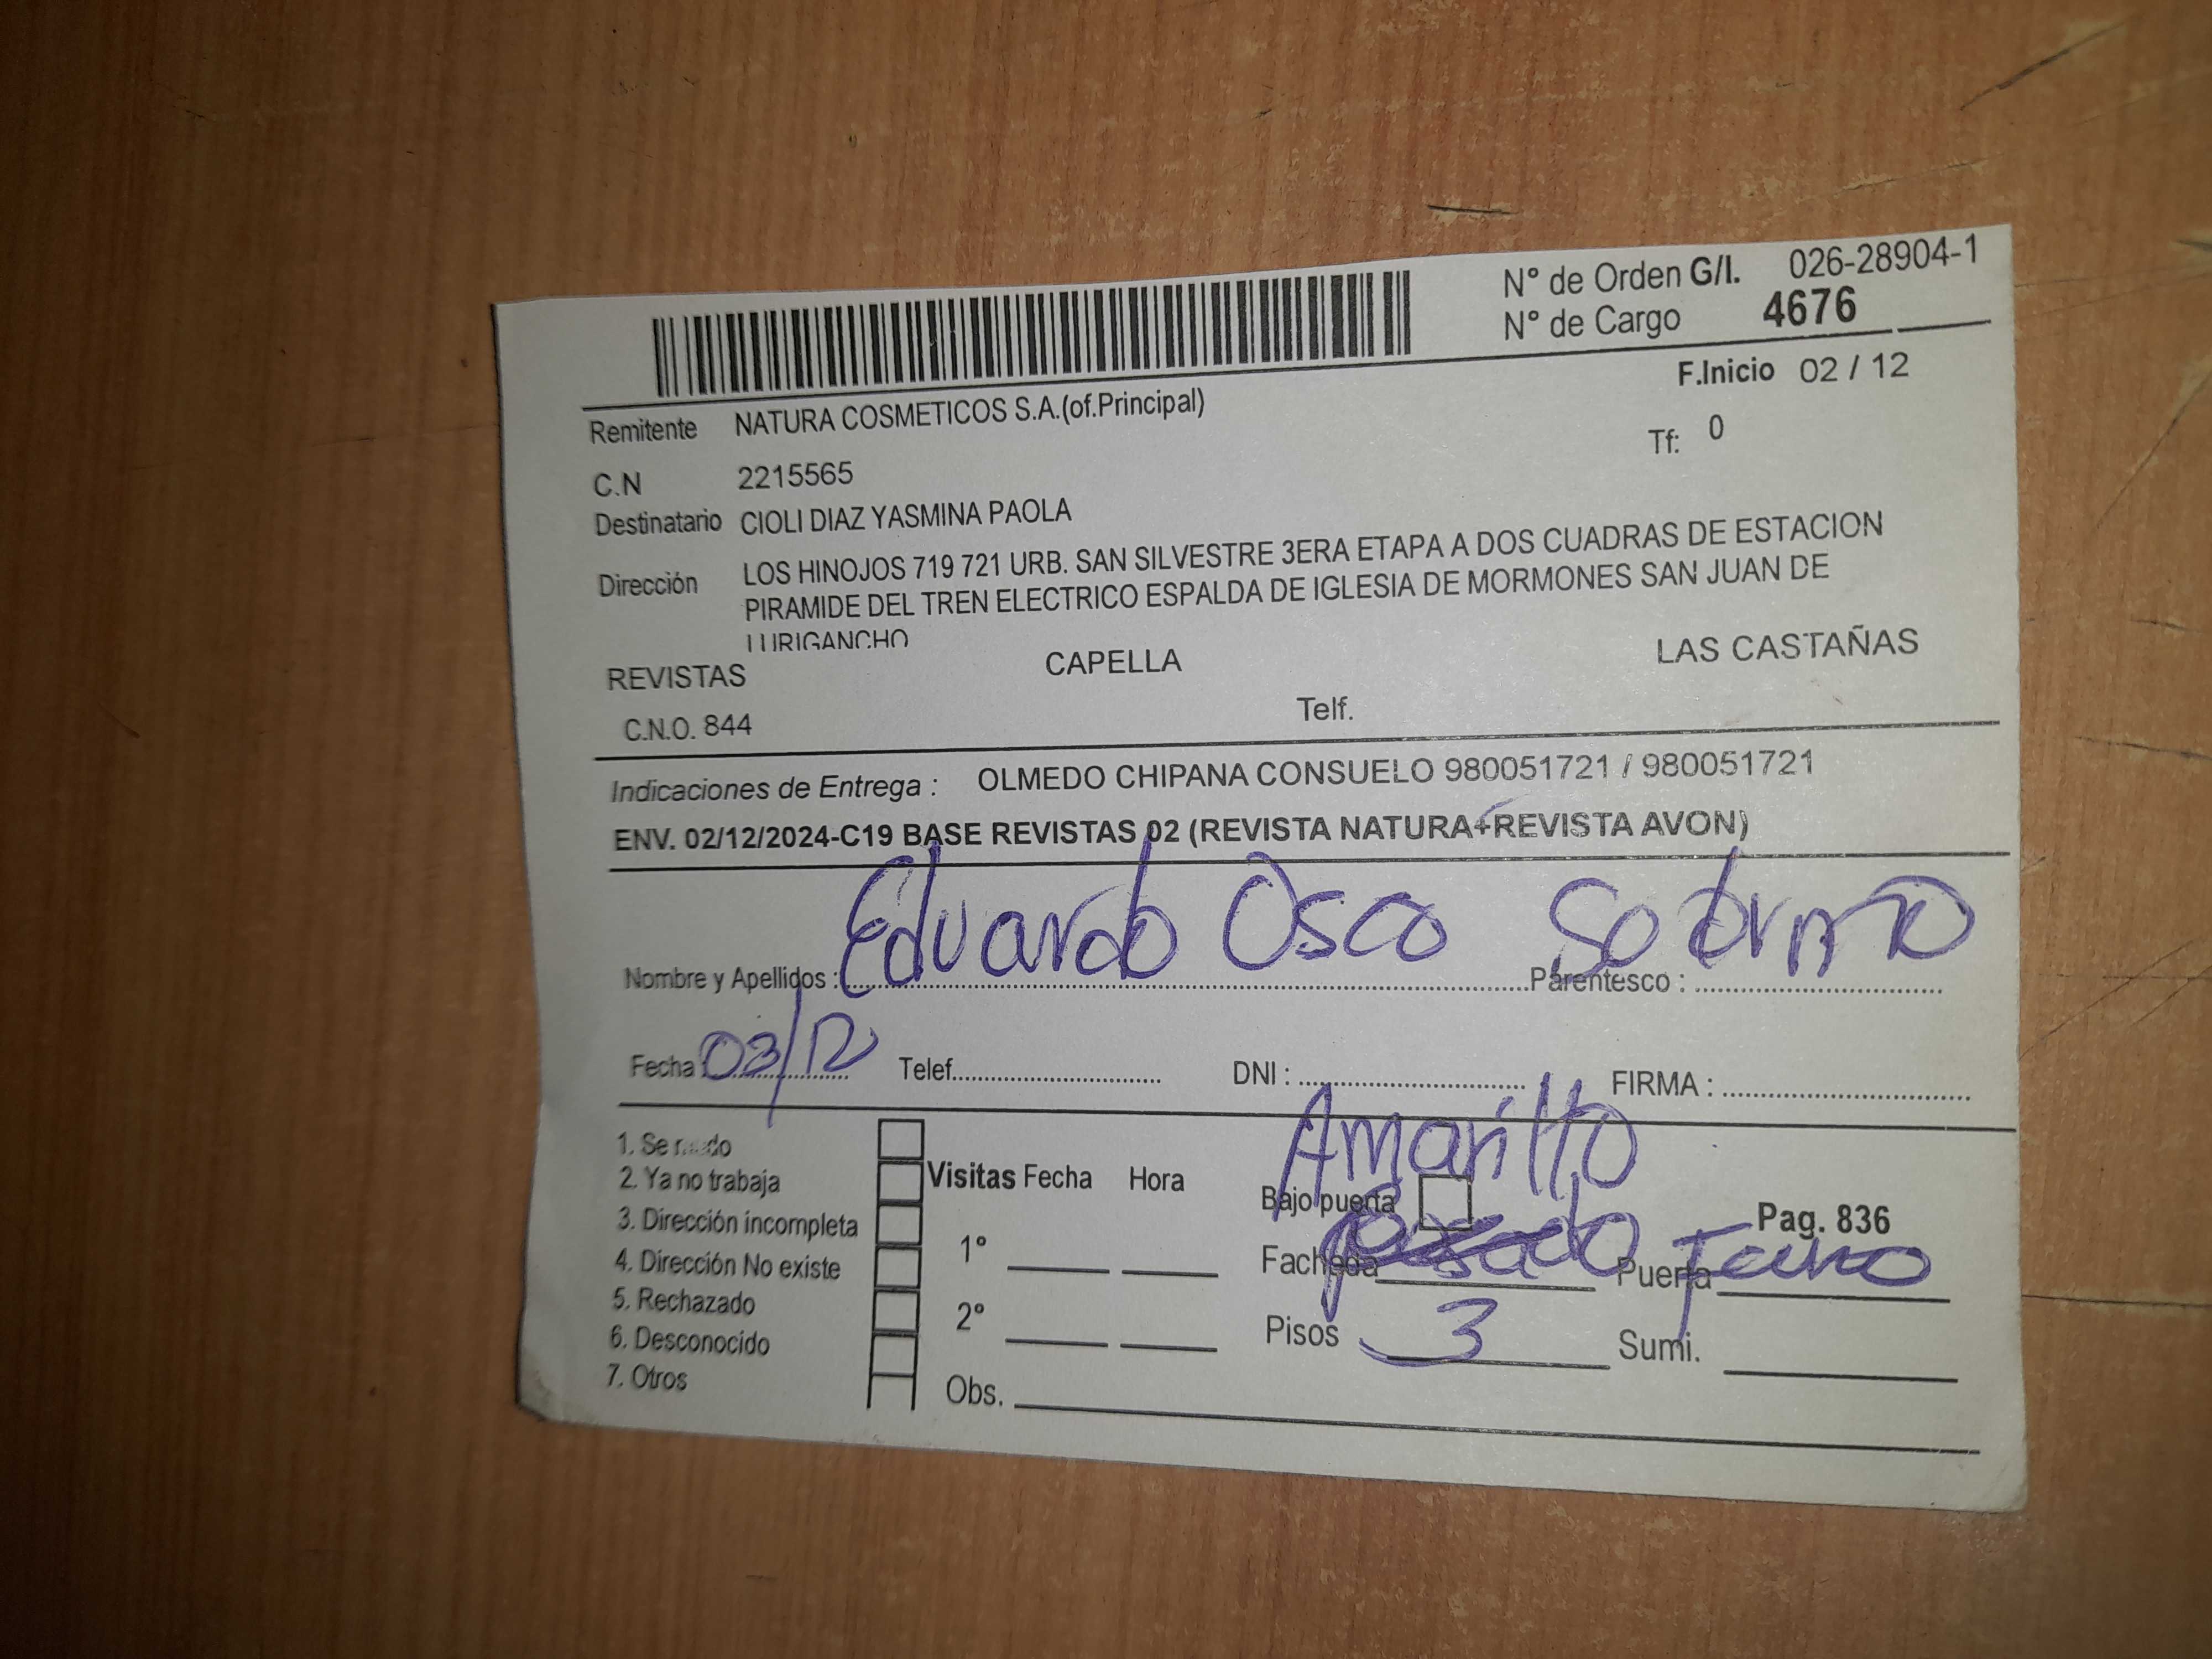 N° de Orden G/I. 026-28904-1
N° de Cargo 4676
F.Inicio 02 / 12
Remitente NATURA COSMETICOS S.A.(of.Principal)
Tf: 0
C.N 2215565
Destinatario CIOLI DIAZ YASMINA PAOLA
Dirección LOS HINOJOS 719 721 URB. SAN SILVESTRE 3ERA ETAPA A DOS CUADRAS DE ESTACION
PIRAMIDE DEL TREN ELECTRICO ESPALDA DE IGLESIA DE MORMONES SAN JUAN DE
LURIGANCHO
REVISTAS CAPELLA LAS CASTAÑAS
C.N.O. 844 Telf.
Indicaciones de Entrega : OLMEDO CHIPANA CONSUELO 980051721 / 980051721
ENV. 02/12/2024-C19 BASE REVISTAS 02 (REVISTA NATURA+REVISTA AVON)
Eduardo Osco Sobrino
Nombre y Apellidos : Parentesco :
Fecha : 03/12 Telef. DNI : FIRMA :
Amarillo
1. Se mudo
2. Ya no trabaja
3. Dirección incompleta
4. Dirección No existe
5. Rechazado
6. Desconocido
7. Otros
Visitas Fecha Hora
1°
2°
Obs.
Bajo puerta Pag. 836
Fachada Puerta
Pisos 3 Sumi.